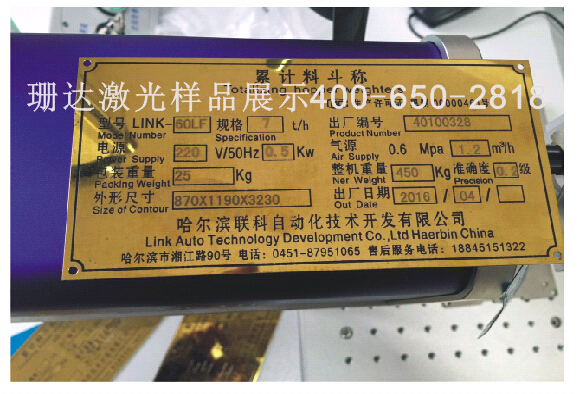 累计料斗称
Totalizing hopper weighters
珊达激光样品展示400-650-2818
型号 LINK-60LF 规格 7 t/h 出厂编号 40100328
Model Number Specification Product Number
电源 220 V/50Hz 0.5 Kw 气源 0.6 Mpa 1.2 m³/h
Power Supply Air Supply
包装重量 25 Kg 整机重量 450 Kg 准确度 0.2级
Packing Weight Ner Weight Precision
外形尺寸 870X1190X3230 出厂日期 2016 / 04 /
Size of Contour Out Date
哈尔滨联科自动化技术开发有限公司
Link Auto Technology Development Co.,Ltd Haerbin China
哈尔滨市湘江路90号 电话：0451-87951065 售后服务电话：18845151322